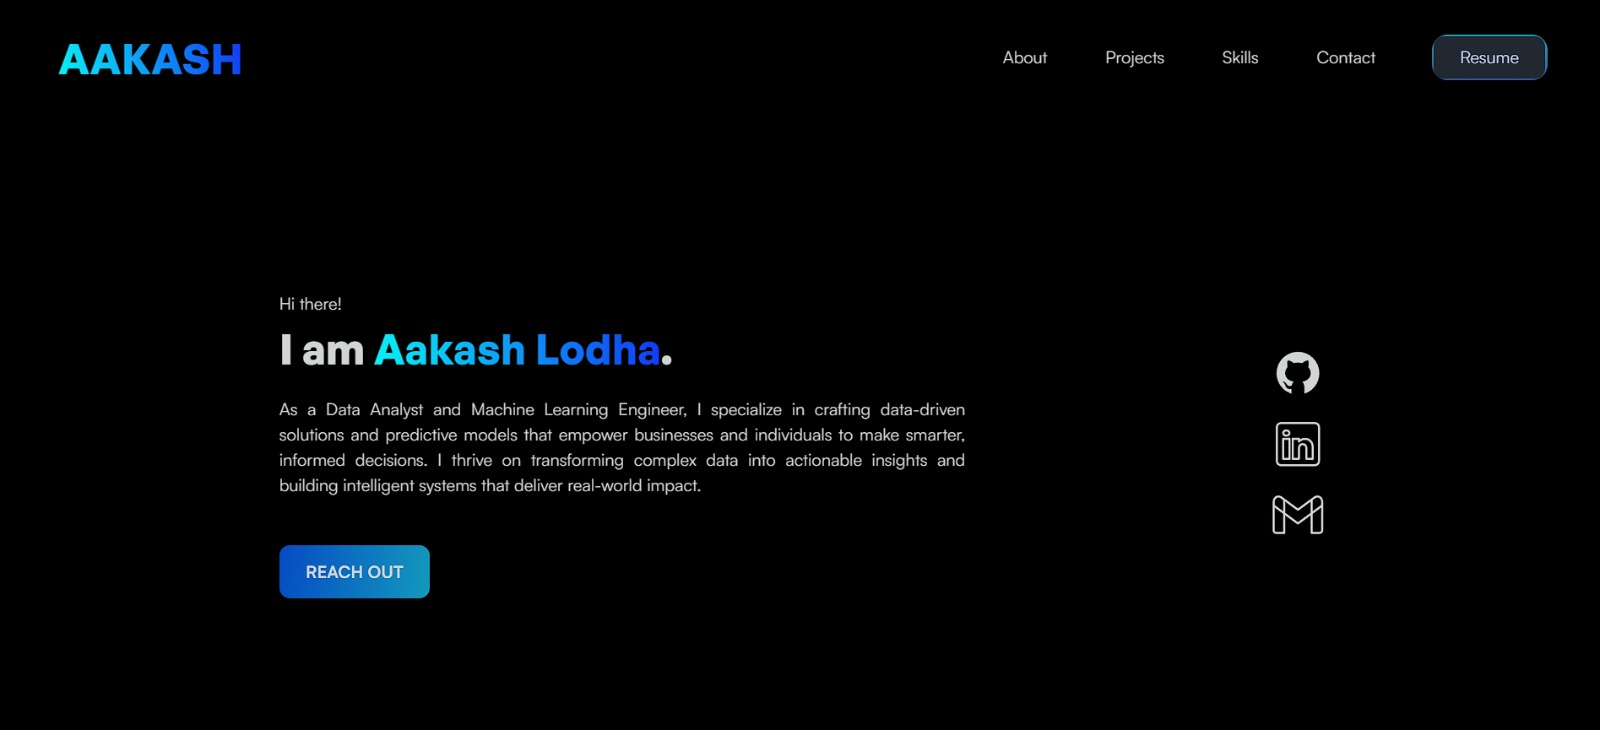 AAKASH
About
Projects
Skills
Contact
Resume
Hi there!
I am Aakash Lodha.
As a Data Analyst and Machine Learning Engineer, I specialize in crafting data-driven
solutions and predictive models that empower businesses and individuals to make smarter,
informed decisions. I thrive on transforming complex data into actionable insights and
building intelligent systems that deliver real-world impact.
in
REACH OUT